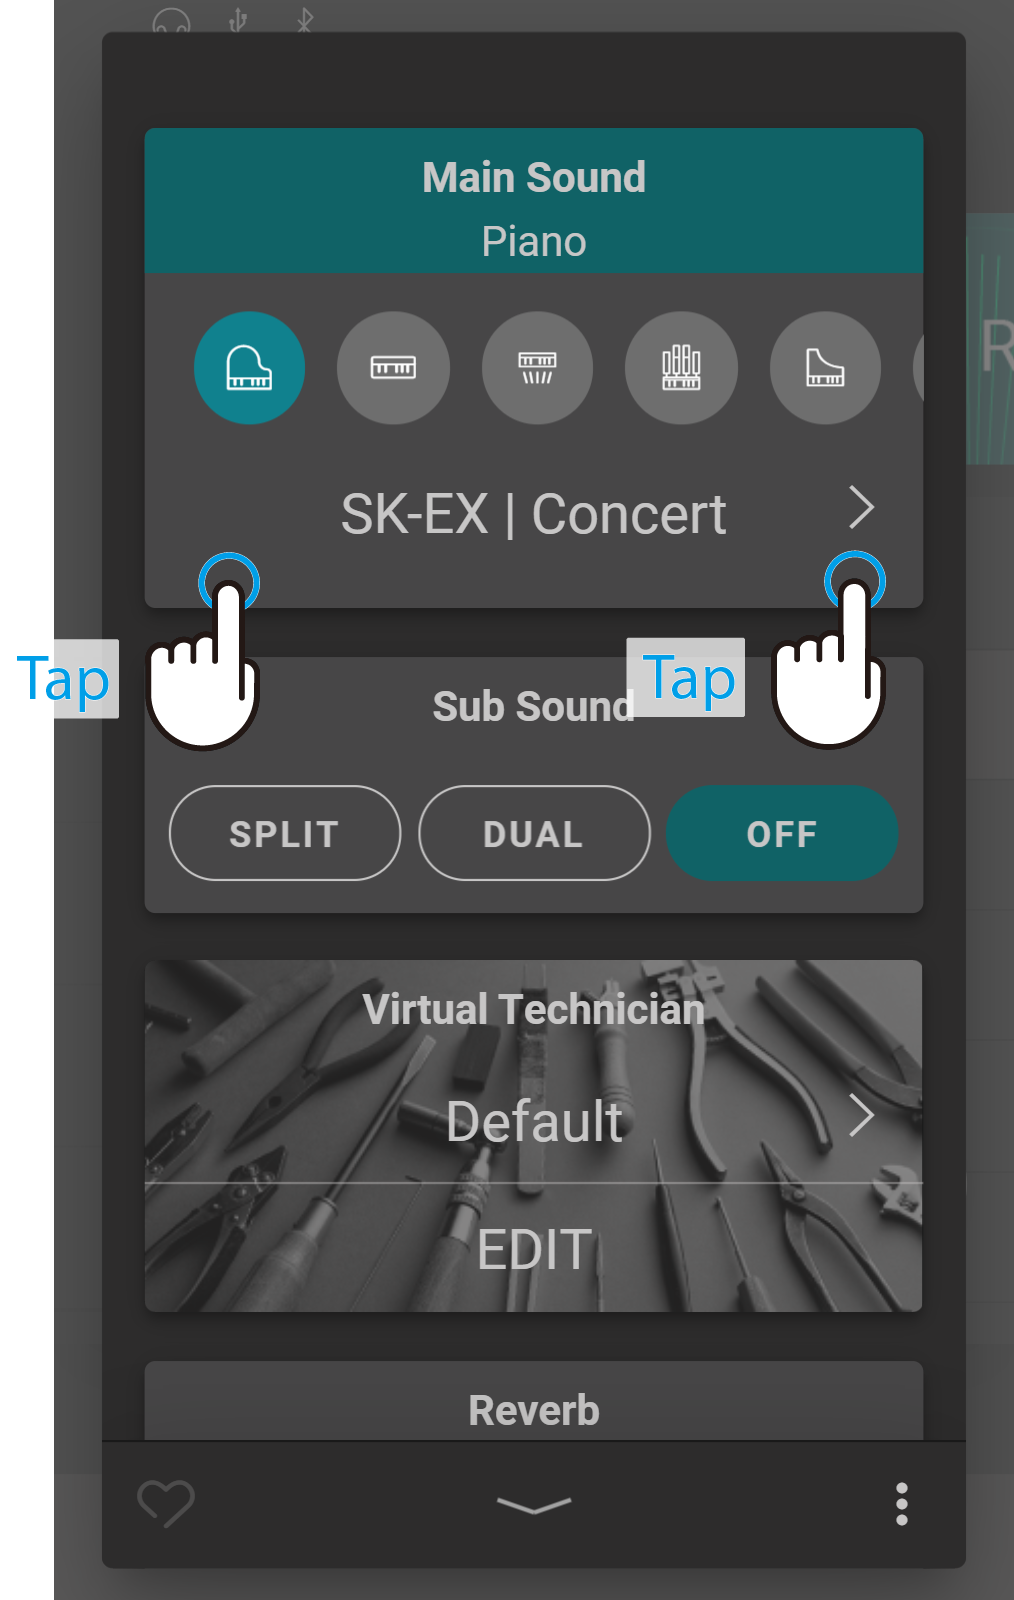 Main Sound
Piano
R
SK-EX | Concert
Tap
Tap
Sub Sound
SPLIT
DUAL
OFF
Virtual Technician
Default
EDIT
Reverb